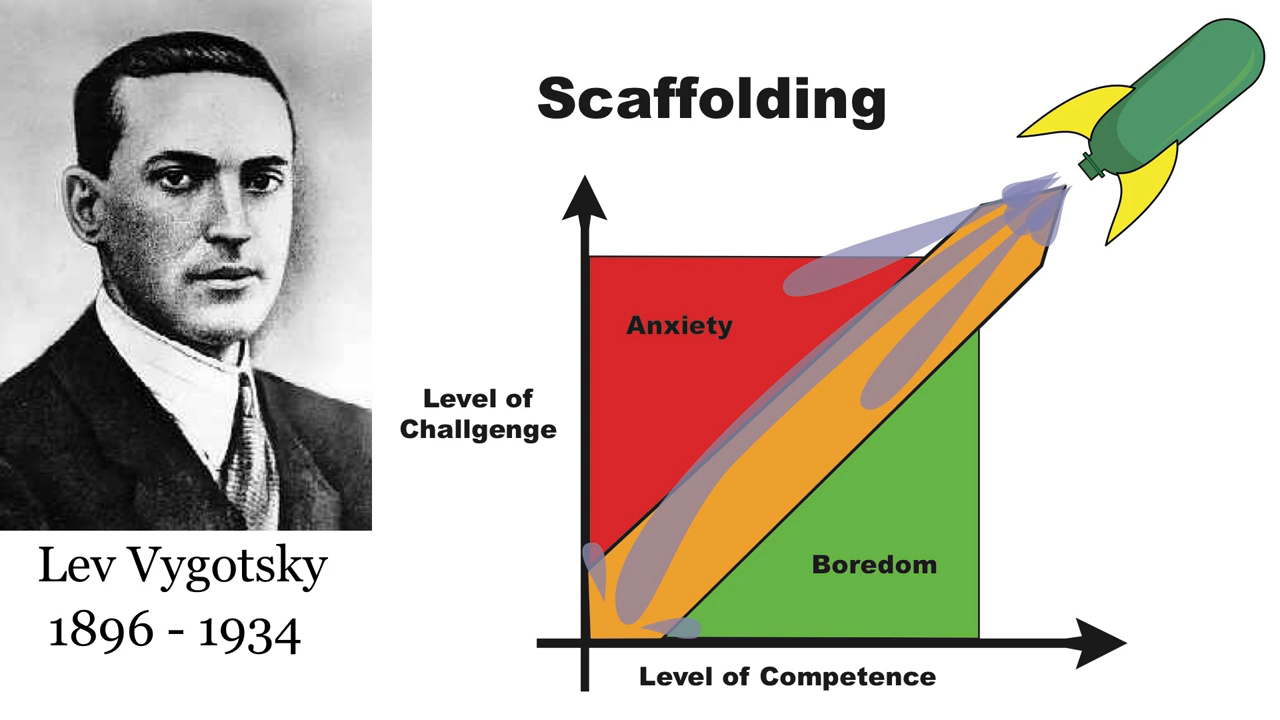 Scaffolding
Anxiety
Level of
Challgenge
Boredom
Level of Competence
Lev Vygotsky
1896 - 1934